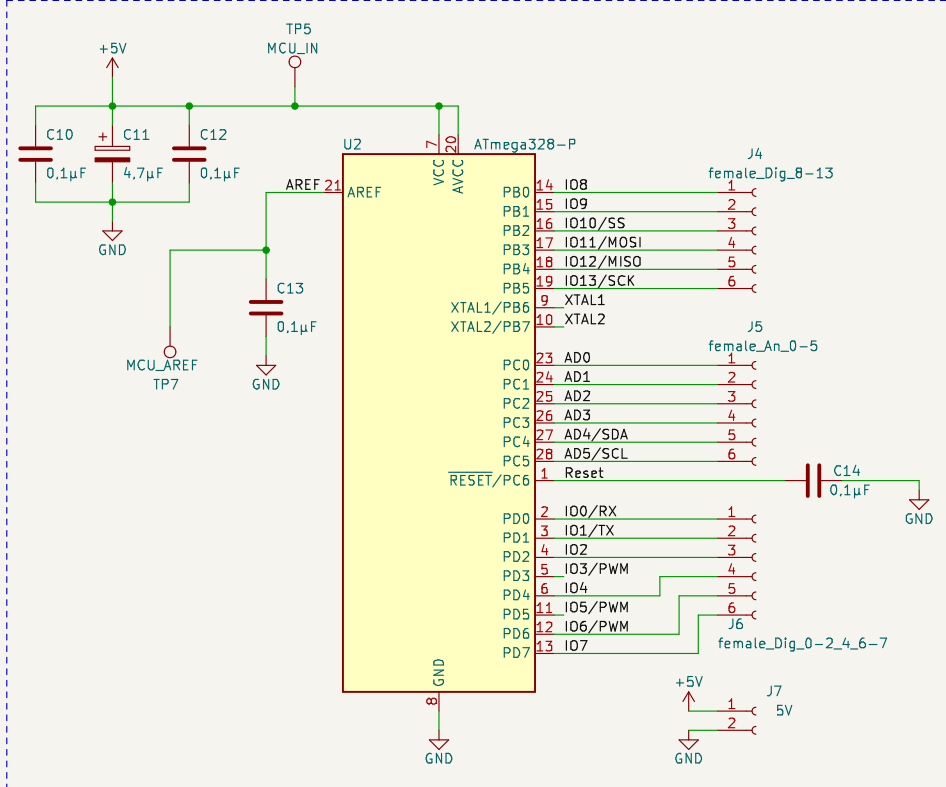 TP5
MCU_IN
+5V
C10
+
C11
C12
0,1µF
4,7µF
0,1µF
GND
U2
ATmega328-P
7
20
VCC
AVCC
AREF
21
AREF
C13
0,1µF
GND
MCU_AREF
TP7
PB0
14
IO8
PB1
15
IO9
PB2
16
IO10/SS
PB3
17
IO11/MOSI
PB4
18
IO12/MISO
PB5
19
IO13/SCK
XTAL1/PB6
9
XTAL1
XTAL2/PB7
10
XTAL2
J4
female_Dig_8-13
1
2
3
4
5
6
PC0
23
AD0
PC1
24
AD1
PC2
25
AD2
PC3
26
AD3
PC4
27
AD4/SDA
PC5
28
AD5/SCL
RESET/PC6
1
Reset
J5
female_An_0-5
1
2
3
4
5
6
C14
0,1µF
GND
PD0
2
IO0/RX
PD1
3
IO1/TX
PD2
4
IO2
PD3
5
IO3/PWM
PD4
6
IO4
PD5
11
IO5/PWM
PD6
12
IO6/PWM
PD7
13
IO7
1
2
3
4
5
6
J6
female_Dig_0-2_4_6-7
GND
8
GND
+5V
J7
5V
1
2
GND